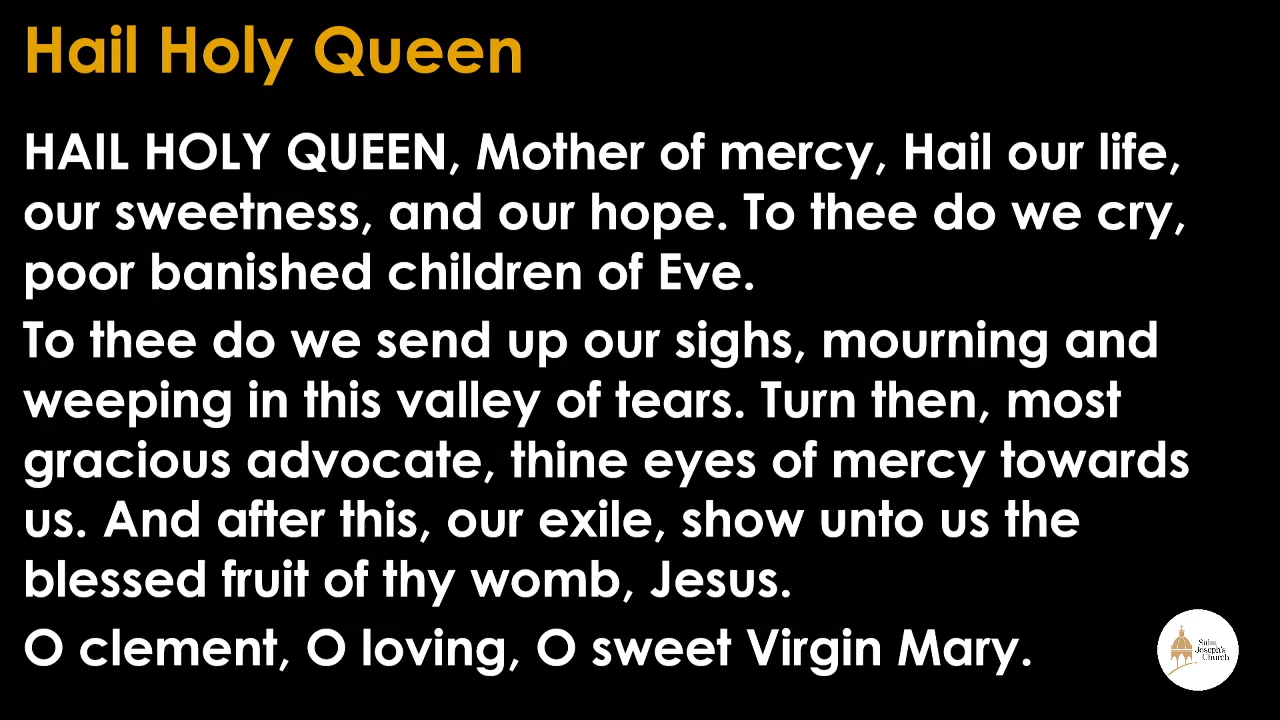 Hail Holy Queen
HAIL HOLY QUEEN, Mother of mercy, Hail our life,
our sweetness, and our hope. To thee do we cry,
poor banished children of Eve.
To thee do we send up our sighs, mourning and
weeping in this valley of tears. Turn then, most
gracious advocate, thine eyes of mercy towards
us. And after this, our exile, show unto us the
blessed fruit of thy womb, Jesus.
O clement, O loving, O sweet Virgin Mary.
Joseph's
Church